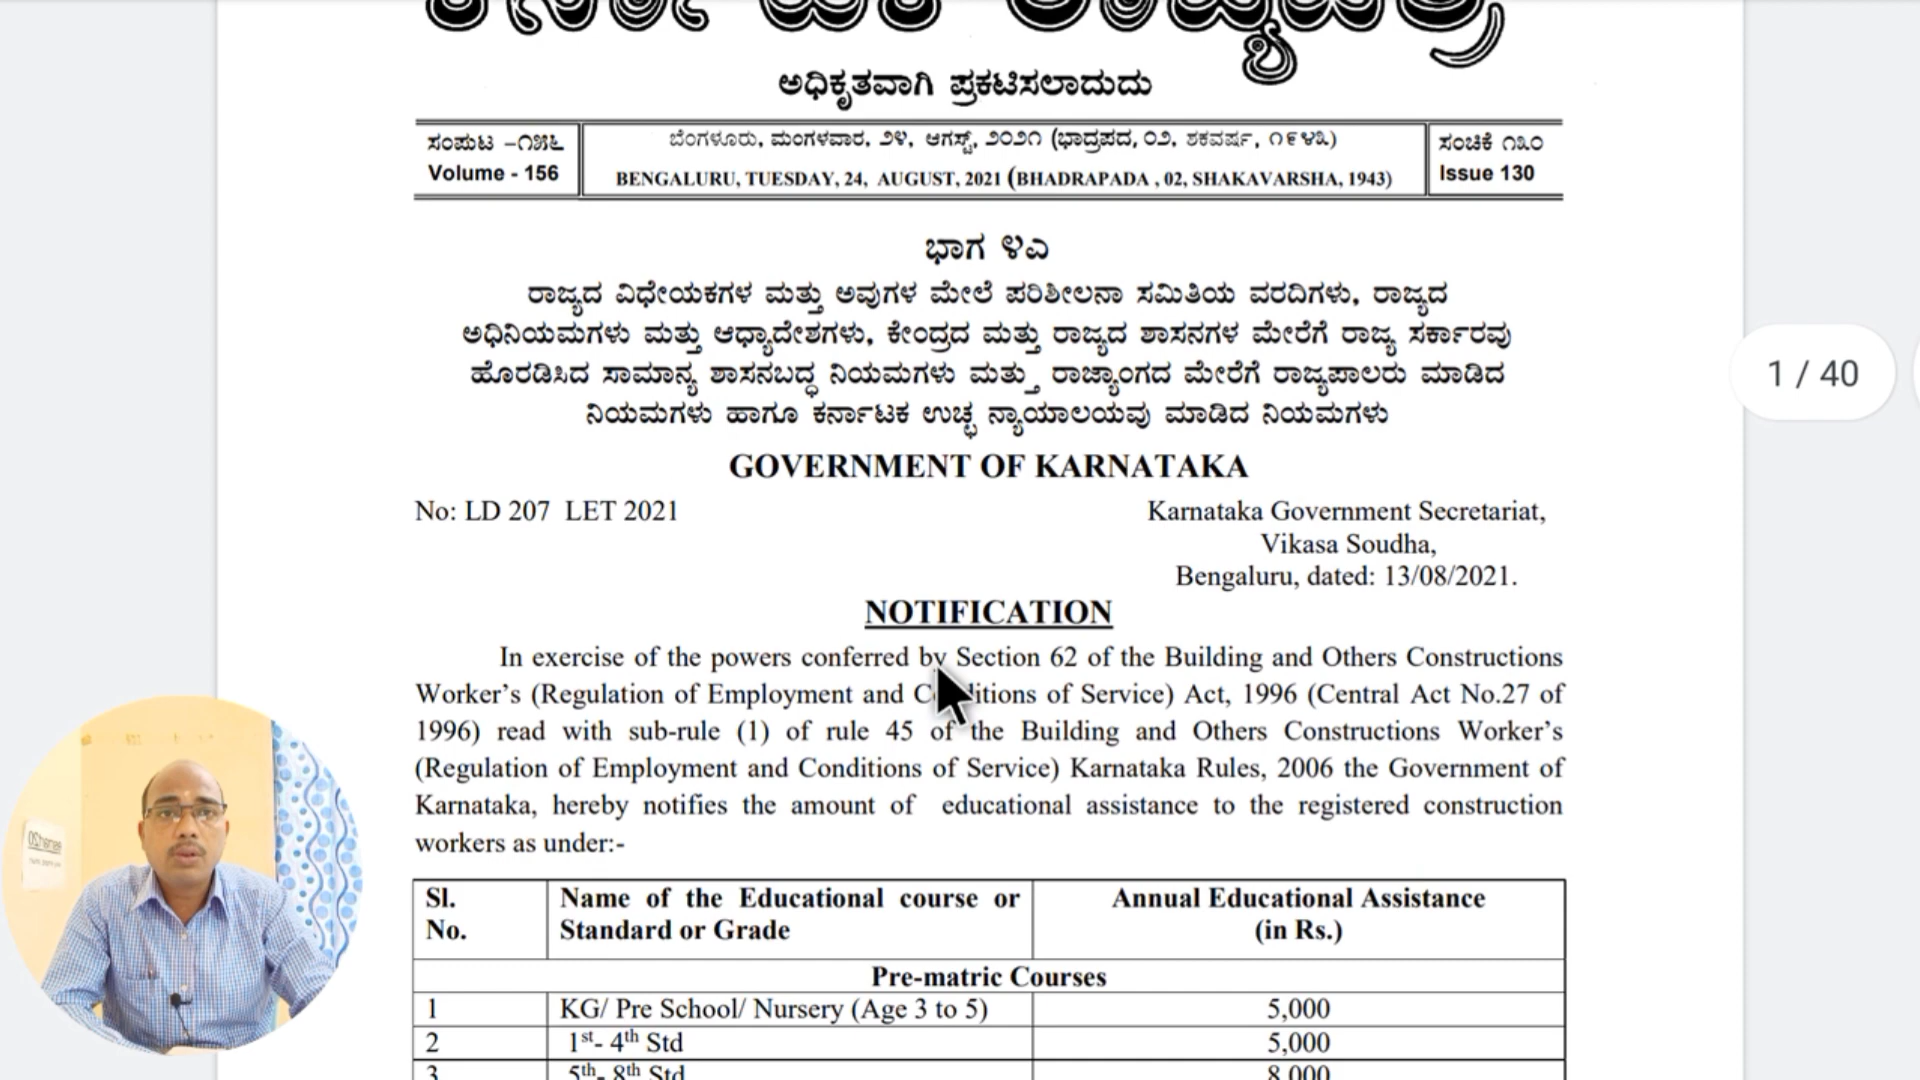 ಅಧಿಕೃತವಾಗಿ ಪ್ರಕಟಿಸಲಾದುದು
ಸಂಪುಟ –೧೫೬
Volume - 156
ಬೆಂಗಳೂರು, ಮಂಗಳವಾರ, ೨೪, ಆಗಸ್ಟ್, ೨೦೨೧ (ಭಾದ್ರಪದ, ೦೨, ಶಕವರ್ಷ, ೧೯೪೩)
BENGALURU, TUESDAY, 24, AUGUST, 2021 (BHADRAPADA , 02, SHAKAVARSHA, 1943)
ಸಂಚಿಕೆ ೧೩೦
Issue 130
ಭಾಗ ೪ಎ
ರಾಜ್ಯದ ವಿಧೇಯಕಗಳ ಮತ್ತು ಅವುಗಳ ಮೇಲೆ ಪರಿಶೀಲನಾ ಸಮಿತಿಯ ವರದಿಗಳು, ರಾಜ್ಯದ
ಅಧಿನಿಯಮಗಳು ಮತ್ತು ಆಧ್ಯಾದೇಶಗಳು, ಕೇಂದ್ರದ ಮತ್ತು ರಾಜ್ಯದ ಶಾಸನಗಳ ಮೇರೆಗೆ ರಾಜ್ಯ ಸರ್ಕಾರವು
ಹೊರಡಿಸಿದ ಸಾಮಾನ್ಯ ಶಾಸನಬದ್ಧ ನಿಯಮಗಳು ಮತ್ತು ರಾಜ್ಯಾಂಗದ ಮೇರೆಗೆ ರಾಜ್ಯಪಾಲರು ಮಾಡಿದ
ನಿಯಮಗಳು ಹಾಗೂ ಕರ್ನಾಟಕ ಉಚ್ಛ ನ್ಯಾಯಾಲಯವು ಮಾಡಿದ ನಿಯಮಗಳು
1 / 40
GOVERNMENT OF KARNATAKA
No: LD 207 LET 2021
Karnataka Government Secretariat,
Vikasa Soudha,
Bengaluru, dated: 13/08/2021.
NOTIFICATION
In exercise of the powers conferred by Section 62 of the Building and Others Constructions
Worker's (Regulation of Employment and Conditions of Service) Act, 1996 (Central Act No.27 of
1996) read with sub-rule (1) of rule 45 of the Building and Others Constructions Worker's
(Regulation of Employment and Conditions of Service) Karnataka Rules, 2006 the Government of
Karnataka, hereby notifies the amount of educational assistance to the registered construction
workers as under:-
Sl. No.
Name of the Educational course or Standard or Grade
Annual Educational Assistance (in Rs.)
Pre-matric Courses
1 KG/ Pre School/ Nursery (Age 3 to 5) 5,000
2 1st- 4th Std 5,000
3 5th- 8th Std 8,000